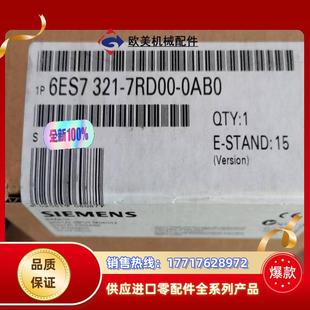 欧美机械配件
1P 6ES7 321-7RD00-0AB0
QTY:1
S
全新100%
E-STAND:15
(Version)
SIEMENS
品质
保证
销售热线：17717628972
供应进口零配件全系列产品
爆款